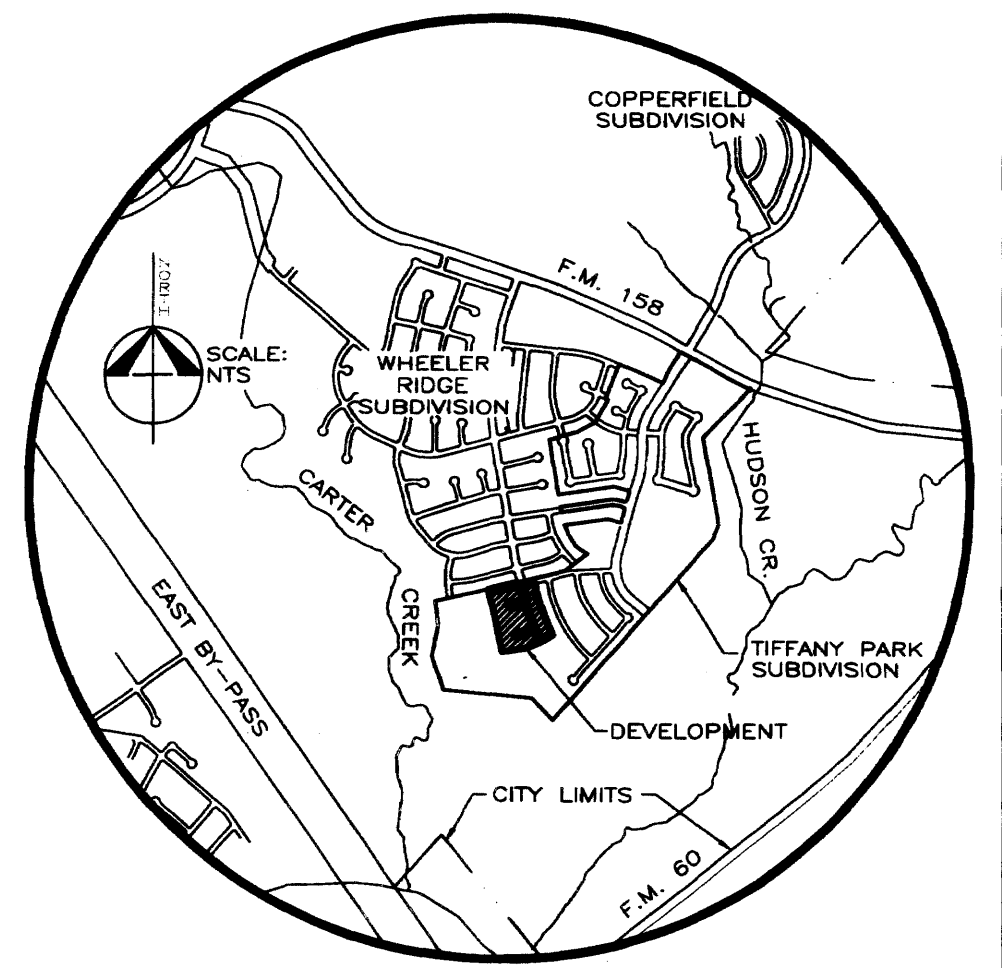 COPPERFIELD
SUBDIVISION
F.M. 158
SCALE:
NTS
WHEELER
RIDGE
SUBDIVISION
CARTER
CREEK
HUDSON CR.
EAST BY-PASS
TIFFANY PARK
SUBDIVISION
DEVELOPMENT
CITY LIMITS
F.M. 60